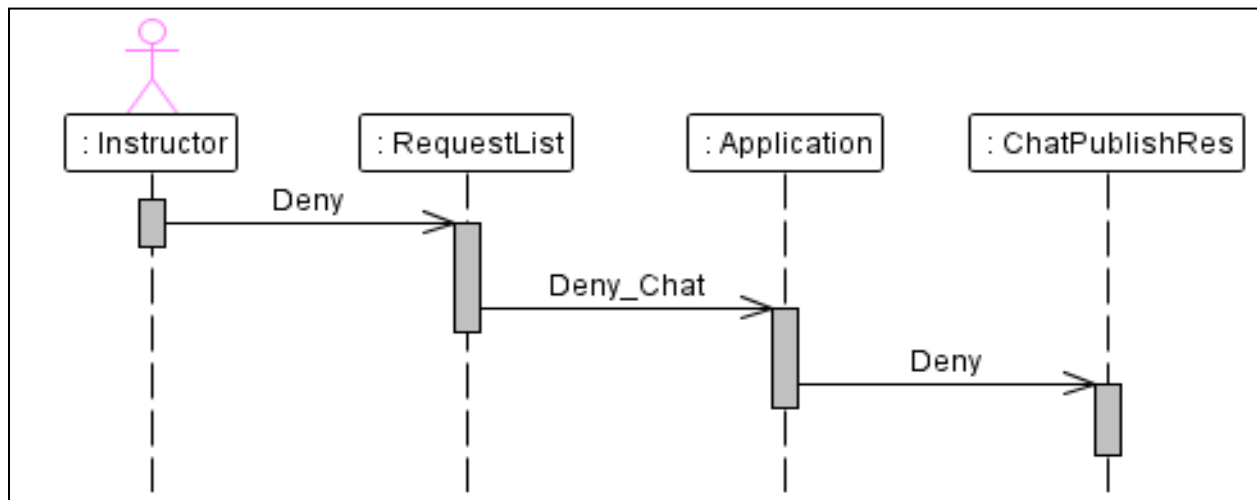 : Instructor
: RequestList
: Application
: ChatPublishRes
Deny
Deny_Chat
Deny